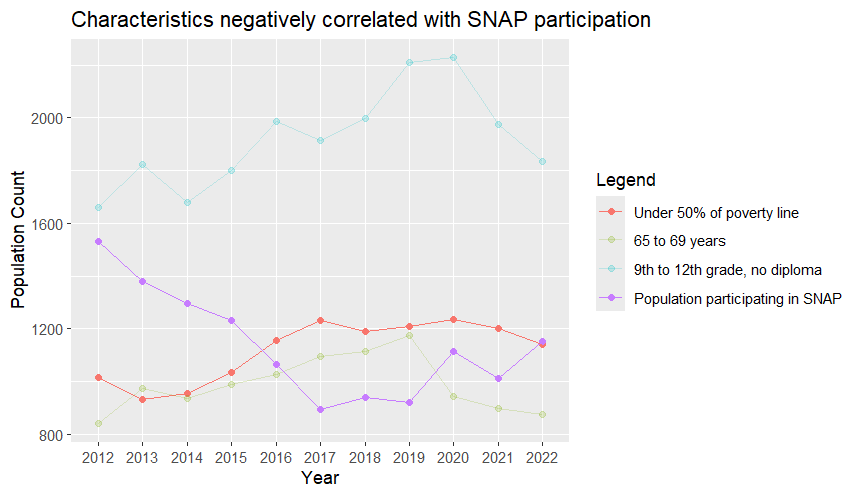 Characteristics negatively correlated with SNAP participation
Population Count
2000
1600
1200
800
2012 2013 2014 2015 2016 2017 2018 2019 2020 2021 2022
Year
Legend
Under 50% of poverty line
65 to 69 years
9th to 12th grade, no diploma
Population participating in SNAP